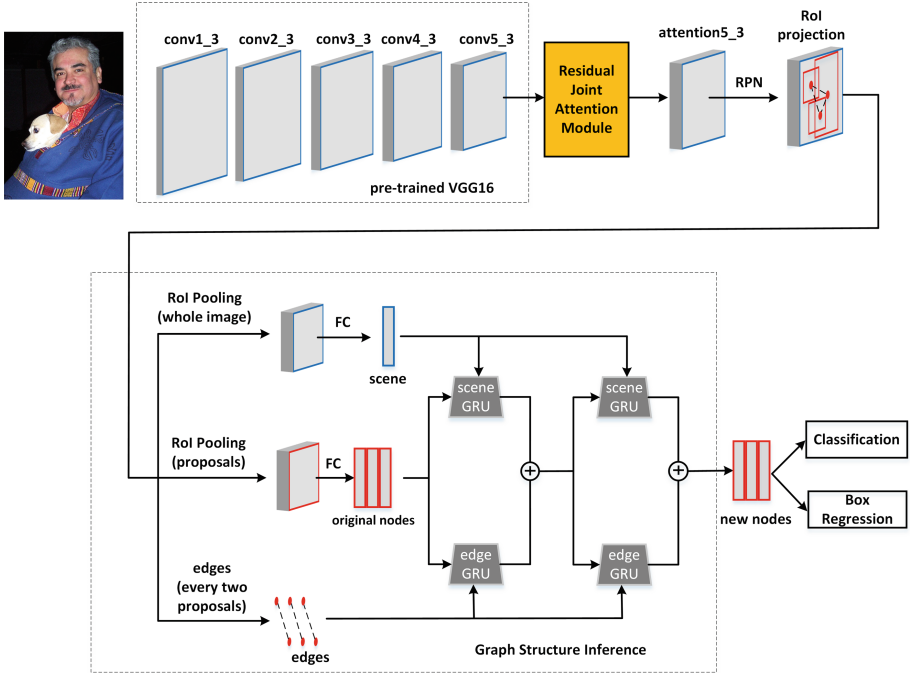 conv1_3
conv2_3
conv3_3
conv4_3
conv5_3
pre-trained VGG16
Residual
Joint
Attention
Module
attention5_3
RPN
RoI
projection
RoI Pooling
(whole image)
FC
scene
scene
GRU
scene
GRU
RoI Pooling
(proposals)
FC
original nodes
new nodes
Classification
Box
Regression
edge
GRU
edge
GRU
edges
(every two
proposals)
edges
Graph Structure Inference